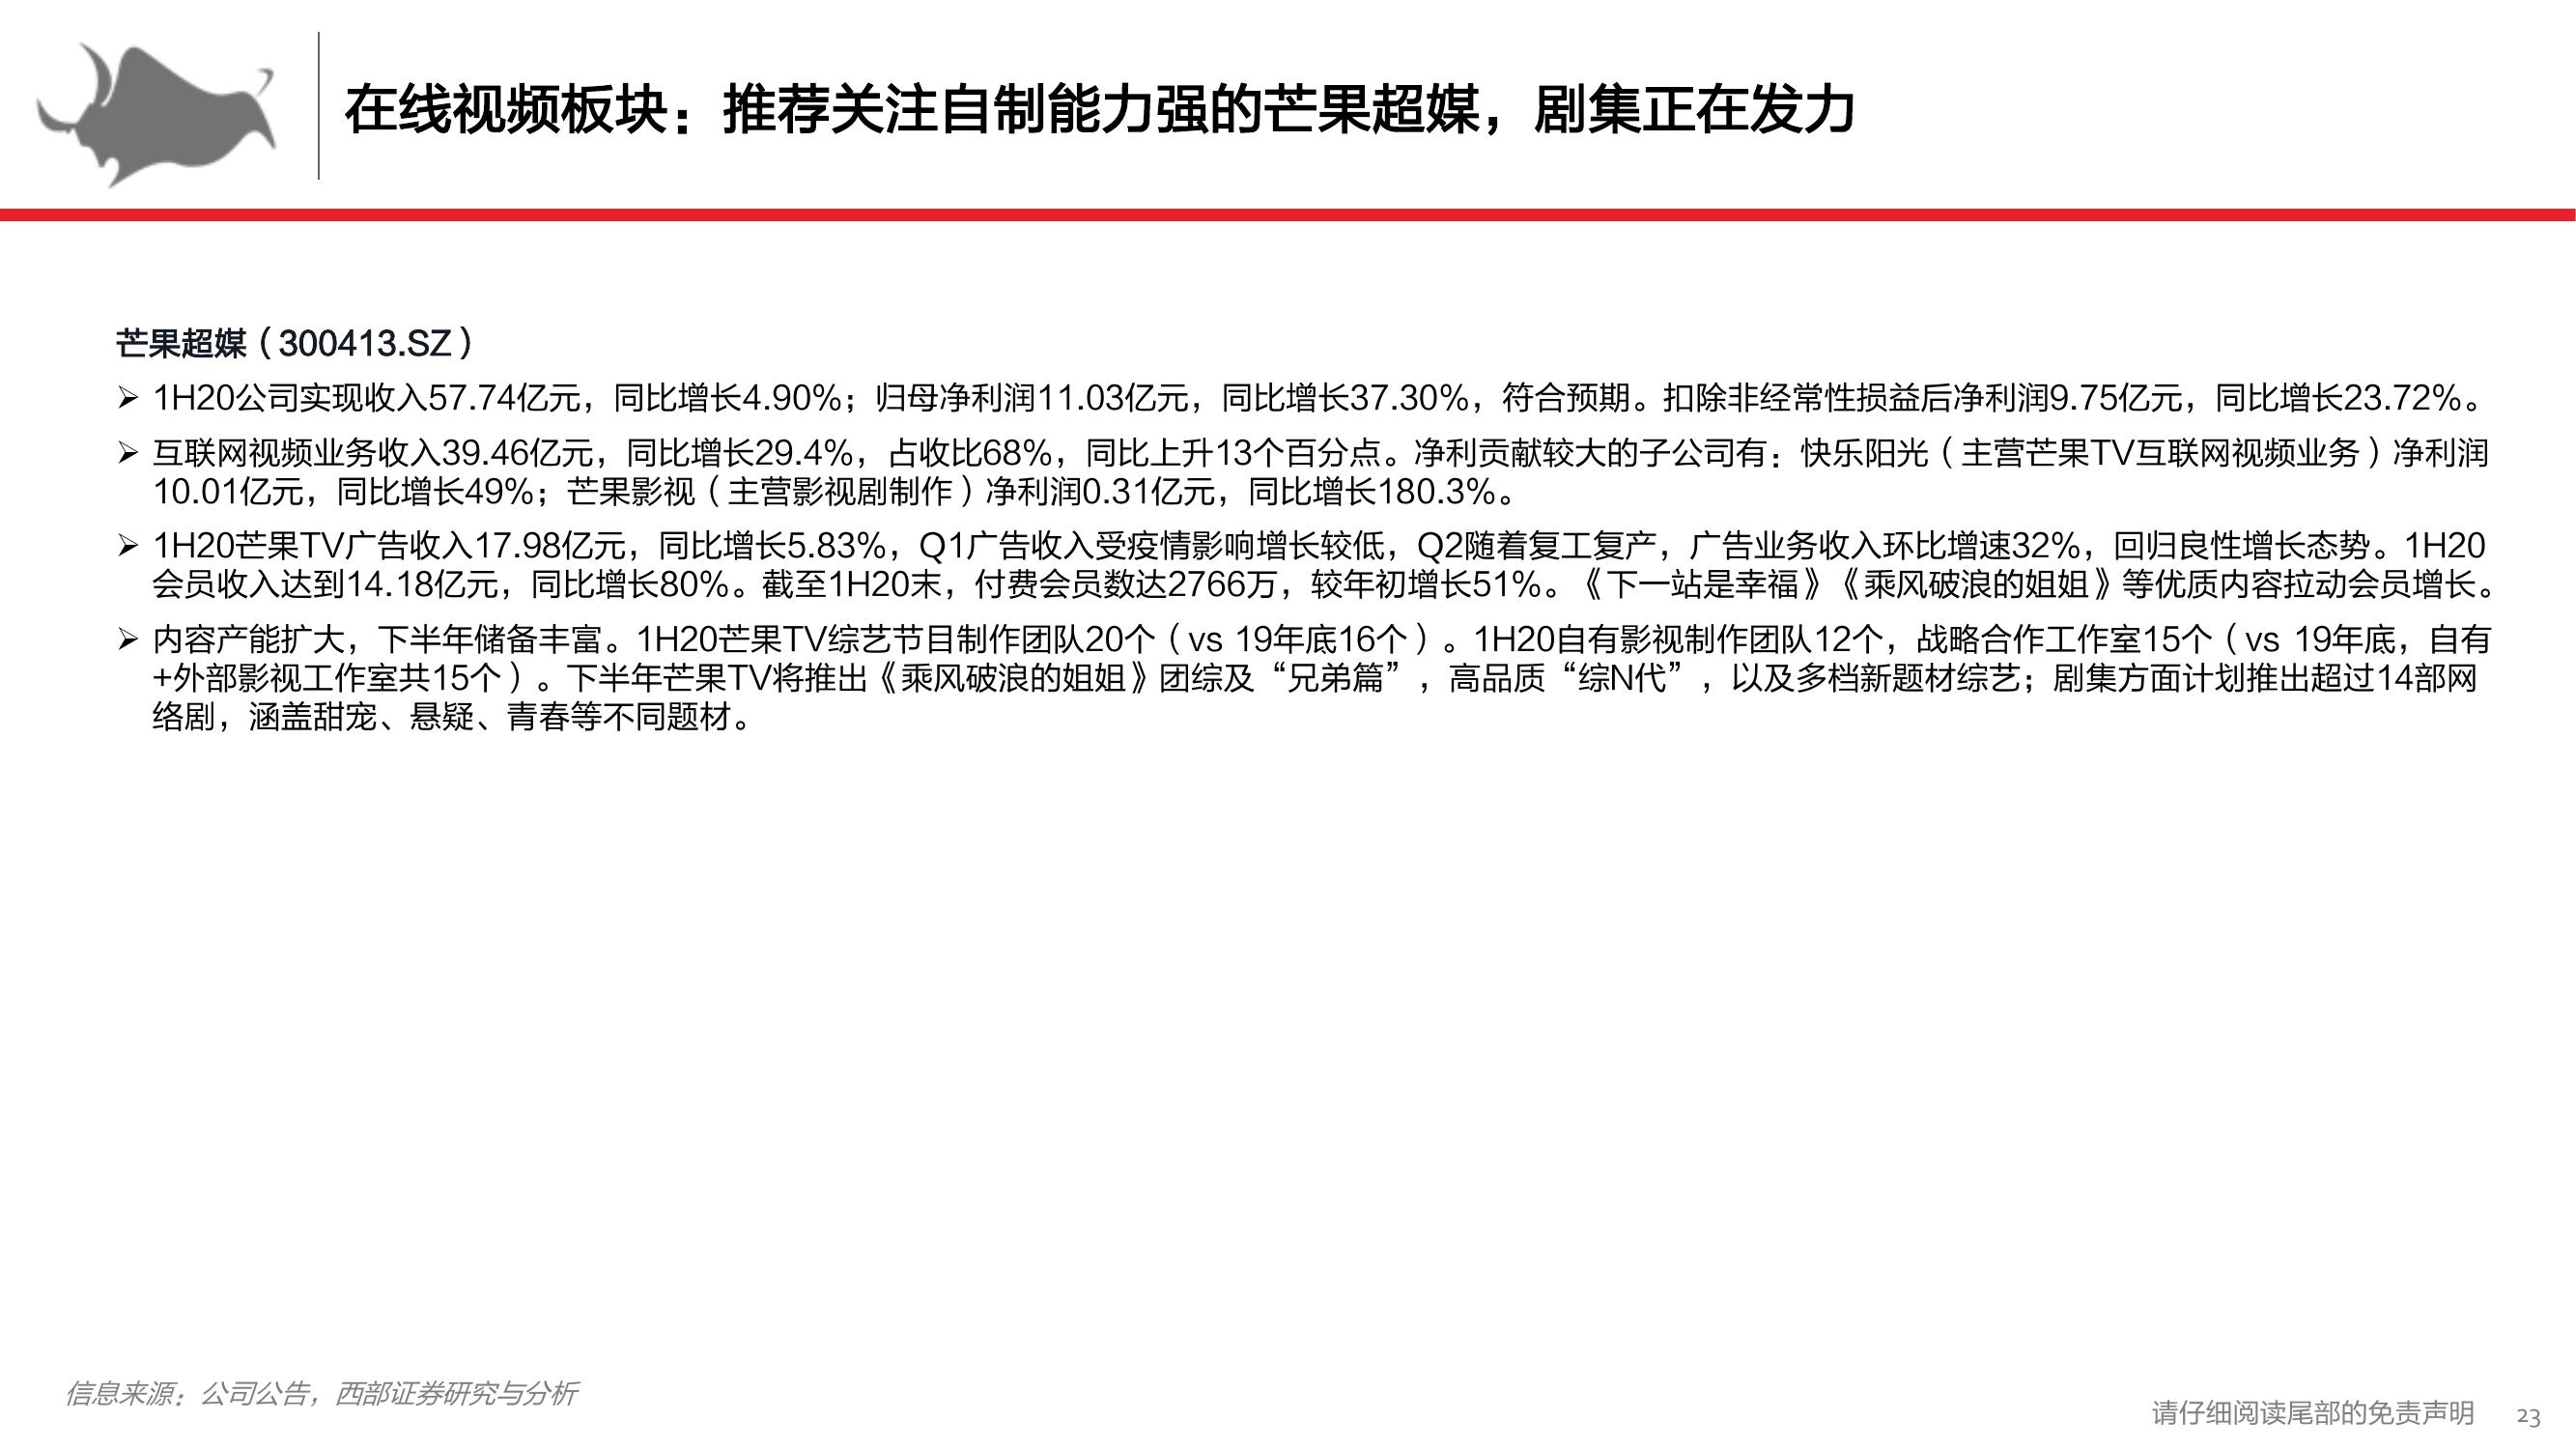 在线视频板块：推荐关注自制能力强的芒果超媒，剧集正在发力
芒果超媒（300413.SZ）
➢ 1H20公司实现收入57.74亿元，同比增长4.90%；归母净利润11.03亿元，同比增长37.30%，符合预期。扣除非经常性损益后净利润9.75亿元，同比增长23.72%。
➢ 互联网视频业务收入39.46亿元，同比增长29.4%，占收比68%，同比上升13个百分点。净利贡献较大的子公司有：快乐阳光（主营芒果TV互联网视频业务）净利润
10.01亿元，同比增长49%；芒果影视（主营影视剧制作）净利润0.31亿元，同比增长180.3%。
➢ 1H20芒果TV广告收入17.98亿元，同比增长5.83%，Q1广告收入受疫情影响增长较低，Q2随着复工复产，广告业务收入环比增速32%，回归良性增长态势。1H20
会员收入达到14.18亿元，同比增长80%。截至1H20末，付费会员数达2766万，较年初增长51%。《下一站是幸福》《乘风破浪的姐姐》等优质内容拉动会员增长。
➢ 内容产能扩大，下半年储备丰富。1H20芒果TV综艺节目制作团队20个（vs 19年底16个）。1H20自有影视制作团队12个，战略合作工作室15个（vs 19年底，自有
+外部影视工作室共15个）。下半年芒果TV将推出《乘风破浪的姐姐》团综及“兄弟篇”，高品质“综N代”，以及多档新题材综艺；剧集方面计划推出超过14部网
络剧，涵盖甜宠、悬疑、青春等不同题材。
信息来源：公司公告，西部证券研究与分析
请仔细阅读尾部的免责声明 23